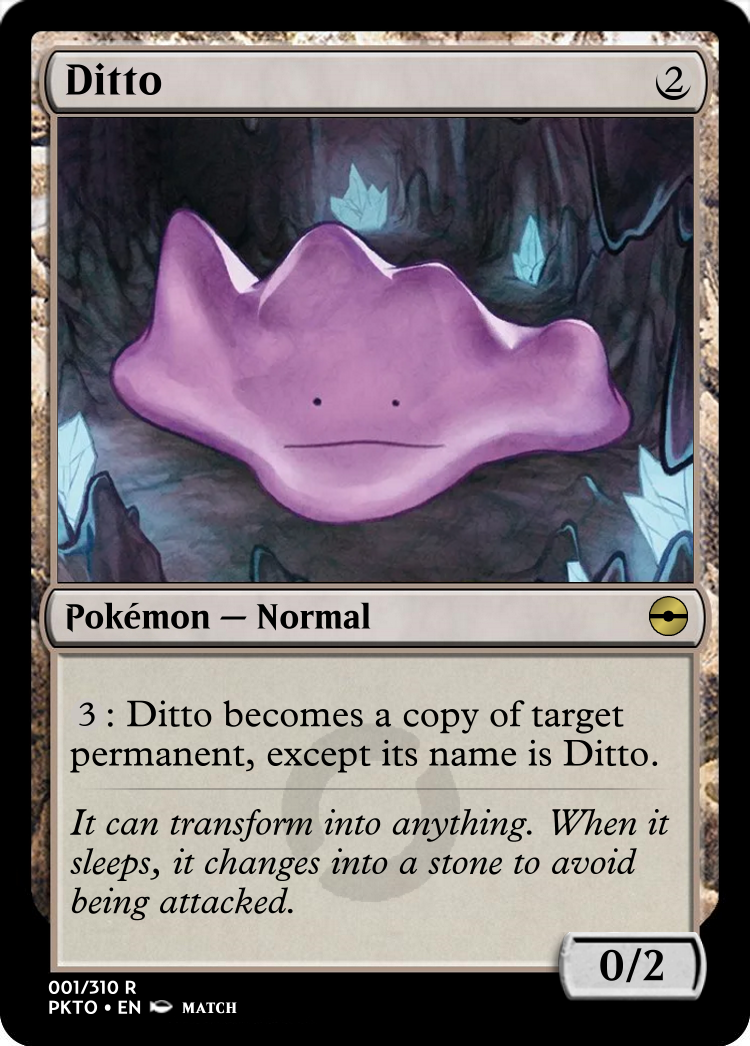 Ditto 2
Pokémon — Normal
3 : Ditto becomes a copy of target
permanent, except its name is Ditto.
It can transform into anything. When it
sleeps, it changes into a stone to avoid
being attacked.
0/2
001/310 R
PKTO • EN MATCH